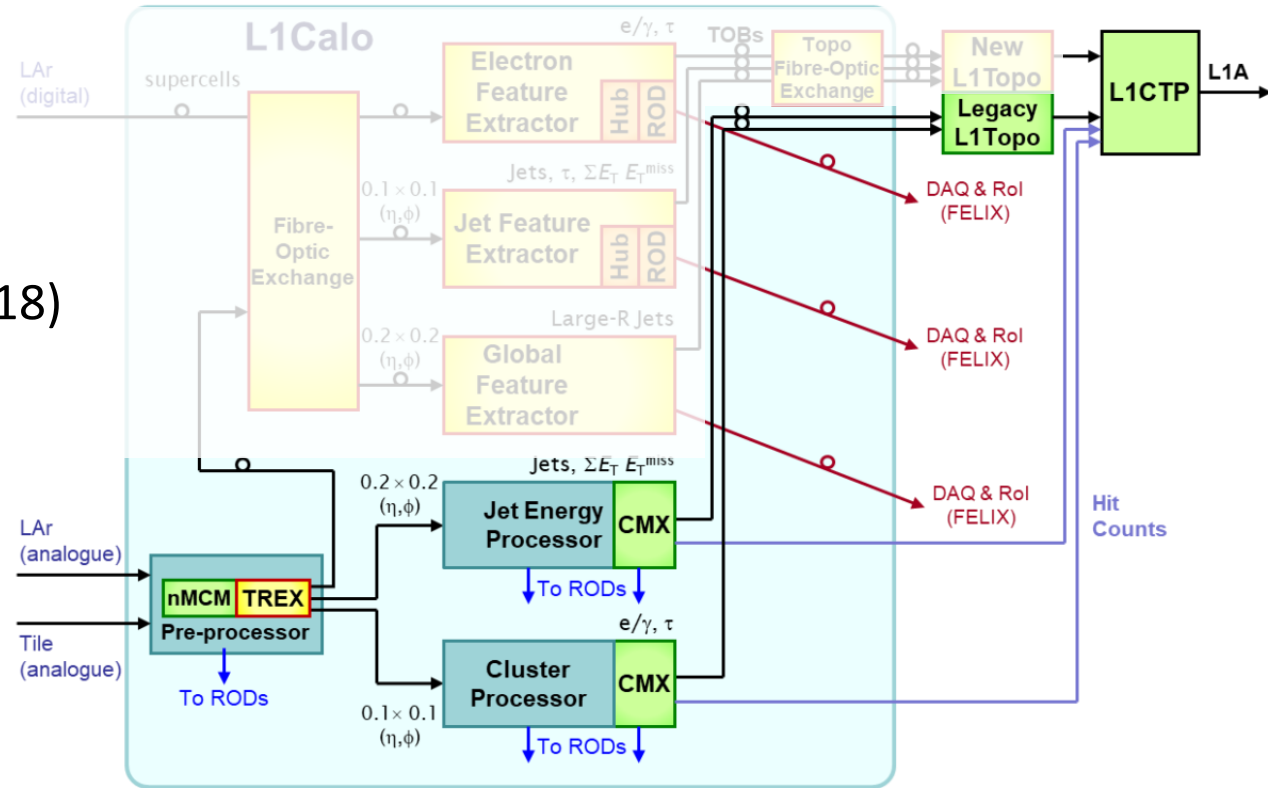 L1Calo
e/γ, τ
TOBs
LAr
(digital)
supercells
Electron
Feature
Extractor
Hub
ROD
Topo
Fibre-Optic
Exchange
New
L1Topo
Legacy
L1Topo
L1CTP
L1A
Jets, τ, ΣE_T E_T^miss
0.1 × 0.1
(η,ϕ)
Fibre-
Optic
Exchange
Jet Feature
Extractor
Hub
ROD
DAQ & RoI
(FELIX)
18)
Large-R Jets
0.2 × 0.2
(η,ϕ)
Global
Feature
Extractor
DAQ & RoI
(FELIX)
Jets, ΣE_T E_T^miss
0.2 × 0.2
(η,ϕ)
Jet Energy
Processor
CMX
DAQ & RoI
(FELIX)
Hit
Counts
LAr
(analogue)
To RODs
nMCM
TREX
Pre-processor
Tile
(analogue)
To RODs
e/γ, τ
Cluster
Processor
CMX
0.1 × 0.1
(η,ϕ)
To RODs